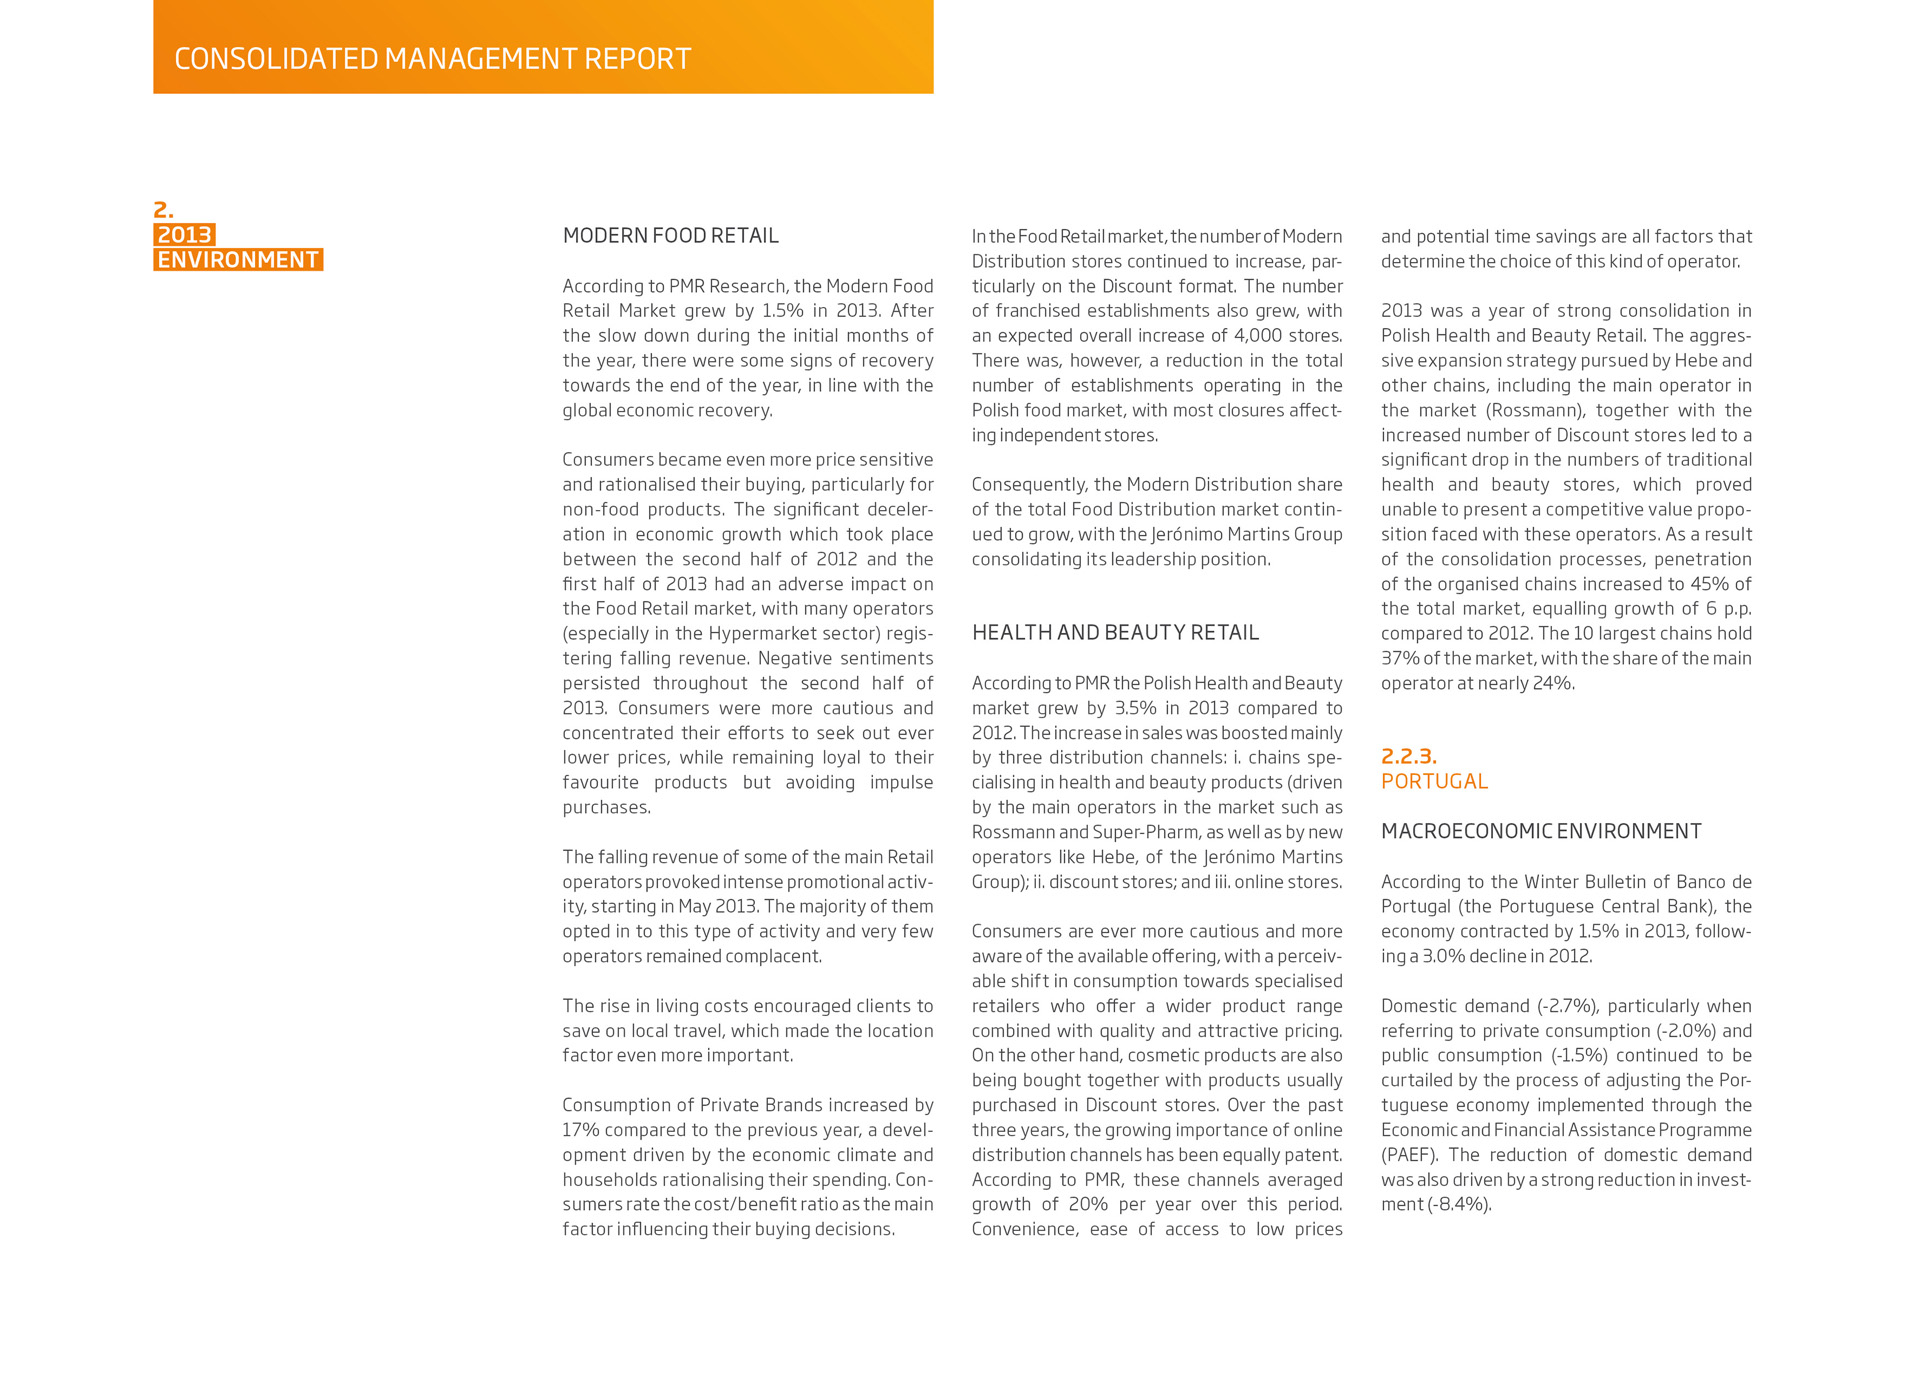 CONSOLIDATED MANAGEMENT REPORT
2.
2013
ENVIRONMENT
MODERN FOOD RETAIL
According to PMR Research, the Modern Food
Retail Market grew by 1.5% in 2013. After
the slow down during the initial months of
the year, there were some signs of recovery
towards the end of the year, in line with the
global economic recovery.
Consumers became even more price sensitive
and rationalised their buying, particularly for
non-food products. The significant deceler-
ation in economic growth which took place
between the second half of 2012 and the
first half of 2013 had an adverse impact on
the Food Retail market, with many operators
(especially in the Hypermarket sector) regis-
tering falling revenue. Negative sentiments
persisted throughout the second half of
2013. Consumers were more cautious and
concentrated their efforts to seek out ever
lower prices, while remaining loyal to their
favourite products but avoiding impulse
purchases.
The falling revenue of some of the main Retail
operators provoked intense promotional activ-
ity, starting in May 2013. The majority of them
opted in to this type of activity and very few
operators remained complacent.
The rise in living costs encouraged clients to
save on local travel, which made the location
factor even more important.
Consumption of Private Brands increased by
17% compared to the previous year, a devel-
opment driven by the economic climate and
households rationalising their spending. Con-
sumers rate the cost/benefit ratio as the main
factor influencing their buying decisions.
In the Food Retail market, the number of Modern
Distribution stores continued to increase, par-
ticularly on the Discount format. The number
of franchised establishments also grew, with
an expected overall increase of 4,000 stores.
There was, however, a reduction in the total
number of establishments operating in the
Polish food market, with most closures affect-
ing independent stores.
Consequently, the Modern Distribution share
of the total Food Distribution market contin-
ued to grow, with the Jerónimo Martins Group
consolidating its leadership position.
HEALTH AND BEAUTY RETAIL
According to PMR the Polish Health and Beauty
market grew by 3.5% in 2013 compared to
2012. The increase in sales was boosted mainly
by three distribution channels: i. chains spe-
cialising in health and beauty products (driven
by the main operators in the market such as
Rossmann and Super-Pharm, as well as by new
operators like Hebe, of the Jerónimo Martins
Group); ii. discount stores; and iii. online stores.
Consumers are ever more cautious and more
aware of the available offering, with a perceiv-
able shift in consumption towards specialised
retailers who offer a wider product range
combined with quality and attractive pricing.
On the other hand, cosmetic products are also
being bought together with products usually
purchased in Discount stores. Over the past
three years, the growing importance of online
distribution channels has been equally patent.
According to PMR, these channels averaged
growth of 20% per year over this period.
Convenience, ease of access to low prices
and potential time savings are all factors that
determine the choice of this kind of operator.
2013 was a year of strong consolidation in
Polish Health and Beauty Retail. The aggres-
sive expansion strategy pursued by Hebe and
other chains, including the main operator in
the market (Rossmann), together with the
increased number of Discount stores led to a
significant drop in the numbers of traditional
health and beauty stores, which proved
unable to present a competitive value propo-
sition faced with these operators. As a result
of the consolidation processes, penetration
of the organised chains increased to 45% of
the total market, equalling growth of 6 p.p.
compared to 2012. The 10 largest chains hold
37% of the market, with the share of the main
operator at nearly 24%.
2.2.3.
PORTUGAL
MACROECONOMIC ENVIRONMENT
According to the Winter Bulletin of Banco de
Portugal (the Portuguese Central Bank), the
economy contracted by 1.5% in 2013, follow-
ing a 3.0% decline in 2012.
Domestic demand (-2.7%), particularly when
referring to private consumption (-2.0%) and
public consumption (-1.5%) continued to be
curtailed by the process of adjusting the Por-
tuguese economy implemented through the
Economic and Financial Assistance Programme
(PAEF). The reduction of domestic demand
was also driven by a strong reduction in invest-
ment (-8.4%).